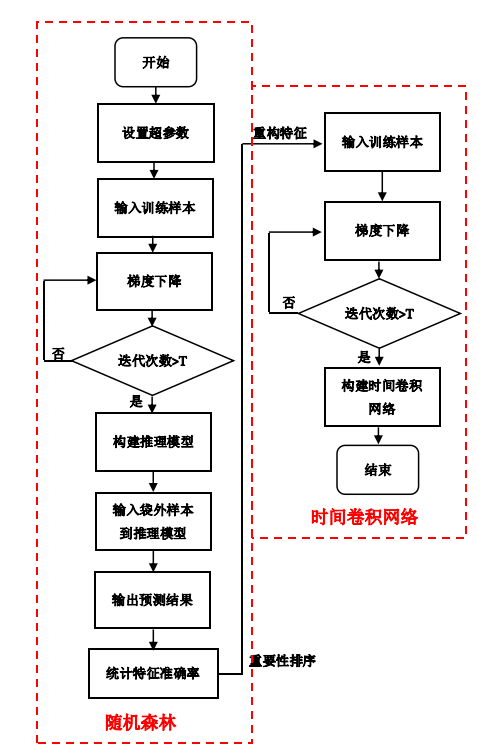 开始
设置超参数
输入训练样本
梯度下降
否
迭代次数>T
是
构建推理模型
输入袋外样本
到推理模型
输出预测结果
统计特征准确率
随机森林
重要性排序
重构特征
输入训练样本
梯度下降
否
迭代次数>T
是
构建时间卷积
网络
结束
时间卷积网络